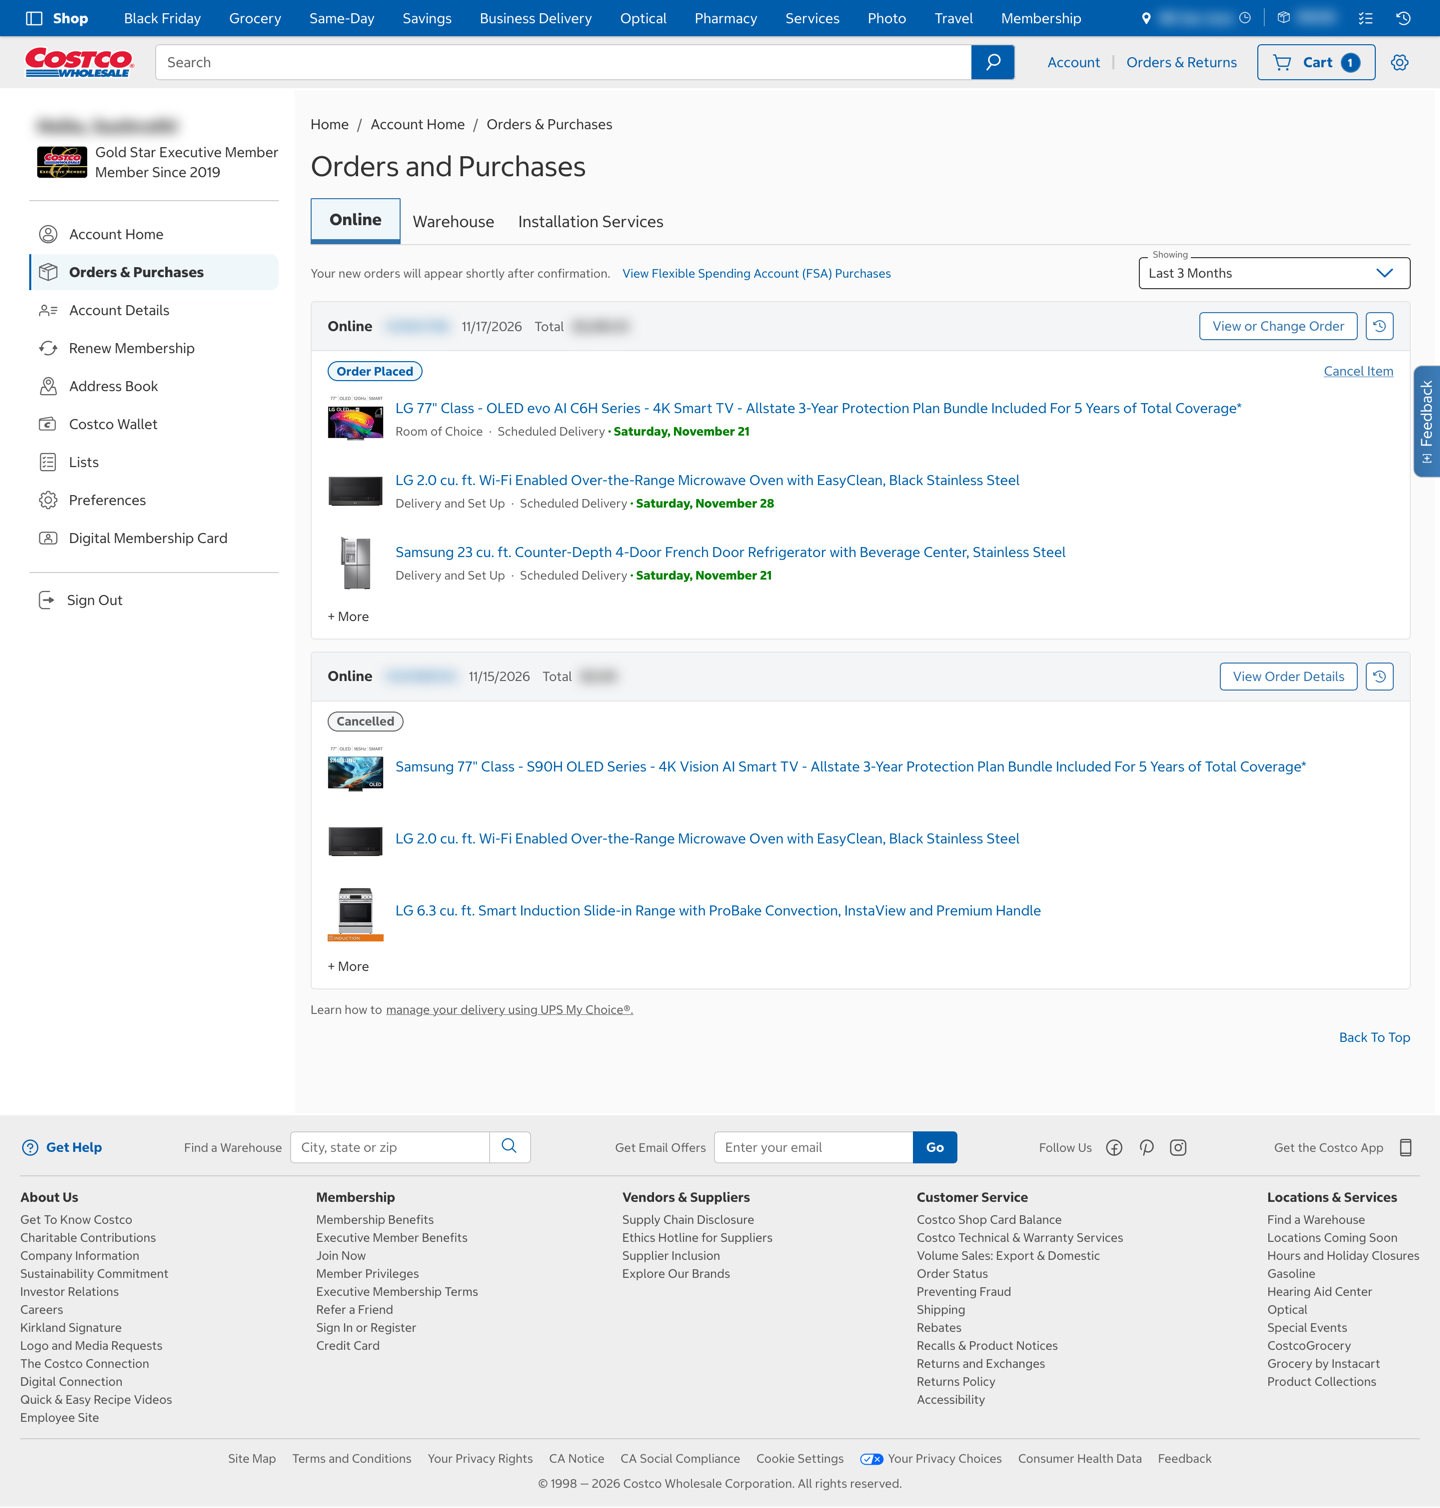 Shop Black Friday Grocery Same-Day Savings Business Delivery Optical Pharmacy Services Photo Travel Membership
COSTCO WHOLESALE
Search
Account | Orders & Returns Cart 1
Gold Star Executive Member
Member Since 2019
Account Home
Orders & Purchases
Account Details
Renew Membership
Address Book
Costco Wallet
Lists
Preferences
Digital Membership Card
Sign Out
Home / Account Home / Orders & Purchases
Orders and Purchases
Online Warehouse Installation Services
Your new orders will appear shortly after confirmation. View Flexible Spending Account (FSA) Purchases
Showing
Last 3 Months
Online 11/17/2026 Total View or Change Order
Order Placed Cancel Item
77" OLED 120Hz SMART
LG 77" Class - OLED evo AI C6H Series - 4K Smart TV - Allstate 3-Year Protection Plan Bundle Included For 5 Years of Total Coverage*
Room of Choice · Scheduled Delivery · Saturday, November 21
LG 2.0 cu. ft. Wi-Fi Enabled Over-the-Range Microwave Oven with EasyClean, Black Stainless Steel
Delivery and Set Up · Scheduled Delivery · Saturday, November 28
Samsung 23 cu. ft. Counter-Depth 4-Door French Door Refrigerator with Beverage Center, Stainless Steel
Delivery and Set Up · Scheduled Delivery · Saturday, November 21
+ More
[+] Feedback
Online 11/15/2026 Total View Order Details
Cancelled
77" OLED 165Hz SMART
Samsung 77" Class - S90H OLED Series - 4K Vision AI Smart TV - Allstate 3-Year Protection Plan Bundle Included For 5 Years of Total Coverage*
LG 2.0 cu. ft. Wi-Fi Enabled Over-the-Range Microwave Oven with EasyClean, Black Stainless Steel
LG 6.3 cu. ft. Smart Induction Slide-in Range with ProBake Convection, InstaView and Premium Handle
INDUCTION
+ More
Learn how to manage your delivery using UPS My Choice®.
Back To Top
Get Help Find a Warehouse City, state or zip Get Email Offers Enter your email Go Follow Us Get the Costco App
About Us
Get To Know Costco
Charitable Contributions
Company Information
Sustainability Commitment
Investor Relations
Careers
Kirkland Signature
Logo and Media Requests
The Costco Connection
Digital Connection
Quick & Easy Recipe Videos
Employee Site
Membership
Membership Benefits
Executive Member Benefits
Join Now
Member Privileges
Executive Membership Terms
Refer a Friend
Sign In or Register
Credit Card
Vendors & Suppliers
Supply Chain Disclosure
Ethics Hotline for Suppliers
Supplier Inclusion
Explore Our Brands
Customer Service
Costco Shop Card Balance
Costco Technical & Warranty Services
Volume Sales: Export & Domestic
Order Status
Preventing Fraud
Shipping
Rebates
Recalls & Product Notices
Returns and Exchanges
Returns Policy
Accessibility
Locations & Services
Find a Warehouse
Locations Coming Soon
Hours and Holiday Closures
Gasoline
Hearing Aid Center
Optical
Special Events
CostcoGrocery
Grocery by Instacart
Product Collections
Site Map Terms and Conditions Your Privacy Rights CA Notice CA Social Compliance Cookie Settings Your Privacy Choices Consumer Health Data Feedback
© 1998 — 2026 Costco Wholesale Corporation. All rights reserved.